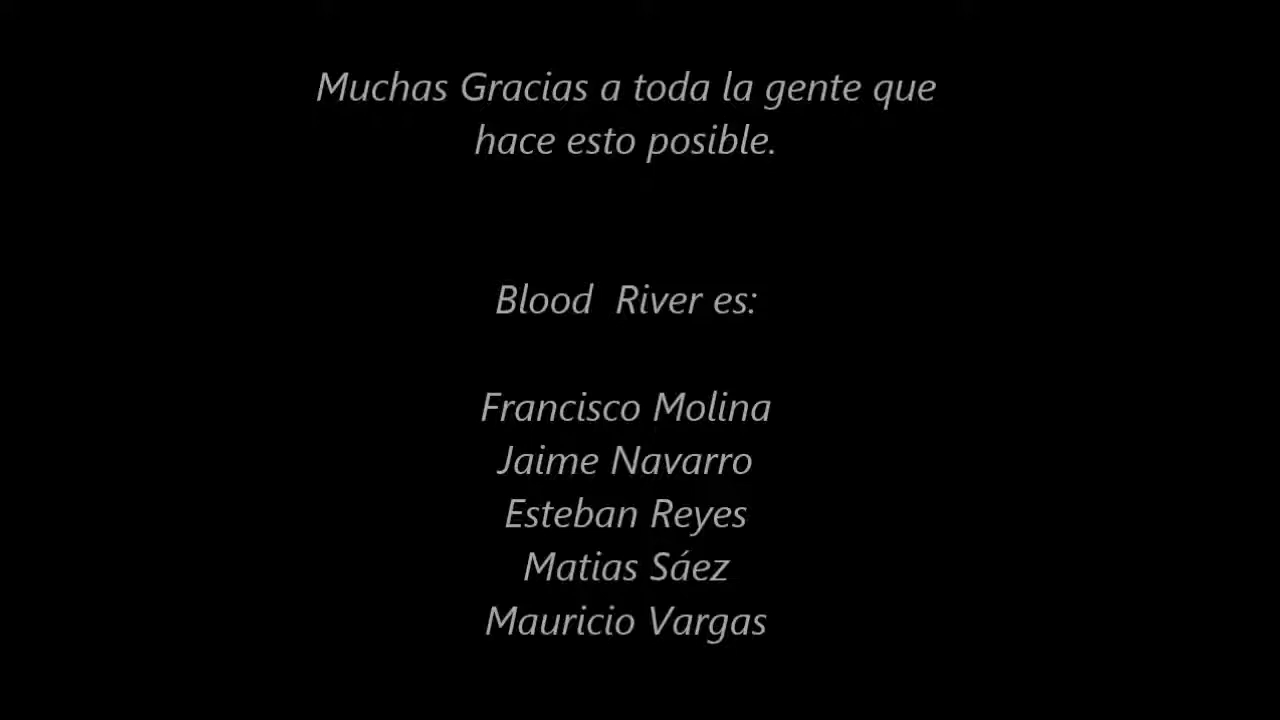 Muchas Gracias a toda la gente que
hace esto posible.
Blood  River es:
Francisco Molina
Jaime Navarro
Esteban Reyes
Matias Sáez
Mauricio Vargas